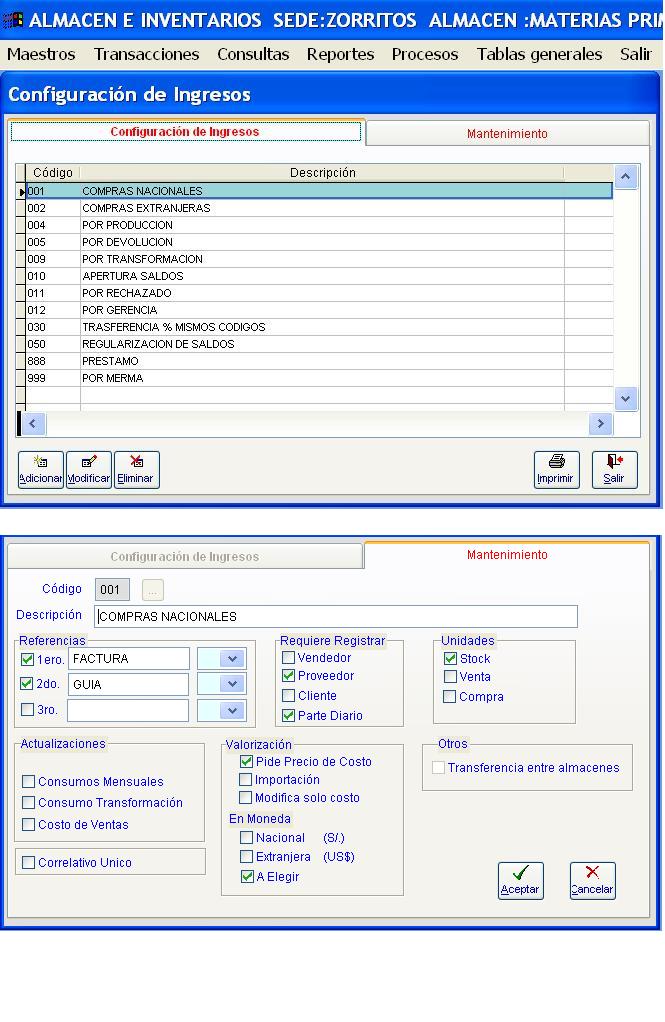 ALMACEN E INVENTARIOS SEDE:ZORRITOS ALMACEN :MATERIAS PRI
Maestros Transacciones Consultas Reportes Procesos Tablas generales Salir
Configuración de Ingresos
Configuración de Ingresos Mantenimiento
Código Descripción
001 COMPRAS NACIONALES
002 COMPRAS EXTRANJERAS
004 POR PRODUCCION
005 POR DEVOLUCION
009 POR TRANSFORMACION
010 APERTURA SALDOS
011 POR RECHAZADO
012 POR GERENCIA
030 TRASFERENCIA % MISMOS CODIGOS
050 REGULARIZACION DE SALDOS
888 PRESTAMO
999 POR MERMA
Adicionar Modificar Eliminar Imprimir Salir
Configuración de Ingresos Mantenimiento
Código 001 ...
Descripción COMPRAS NACIONALES
Referencias
1ero. FACTURA
2do. GUIA
3ro.
Requiere Registrar
Vendedor
Proveedor
Cliente
Parte Diario
Unidades
Stock
Venta
Compra
Actualizaciones
Consumos Mensuales
Consumo Transformación
Costo de Ventas
Correlativo Unico
Valorización
Pide Precio de Costo
Importación
Modifica solo costo
En Moneda
Nacional (S/.)
Extranjera (US$)
A Elegir
Otros
Transferencia entre almacenes
Aceptar Cancelar